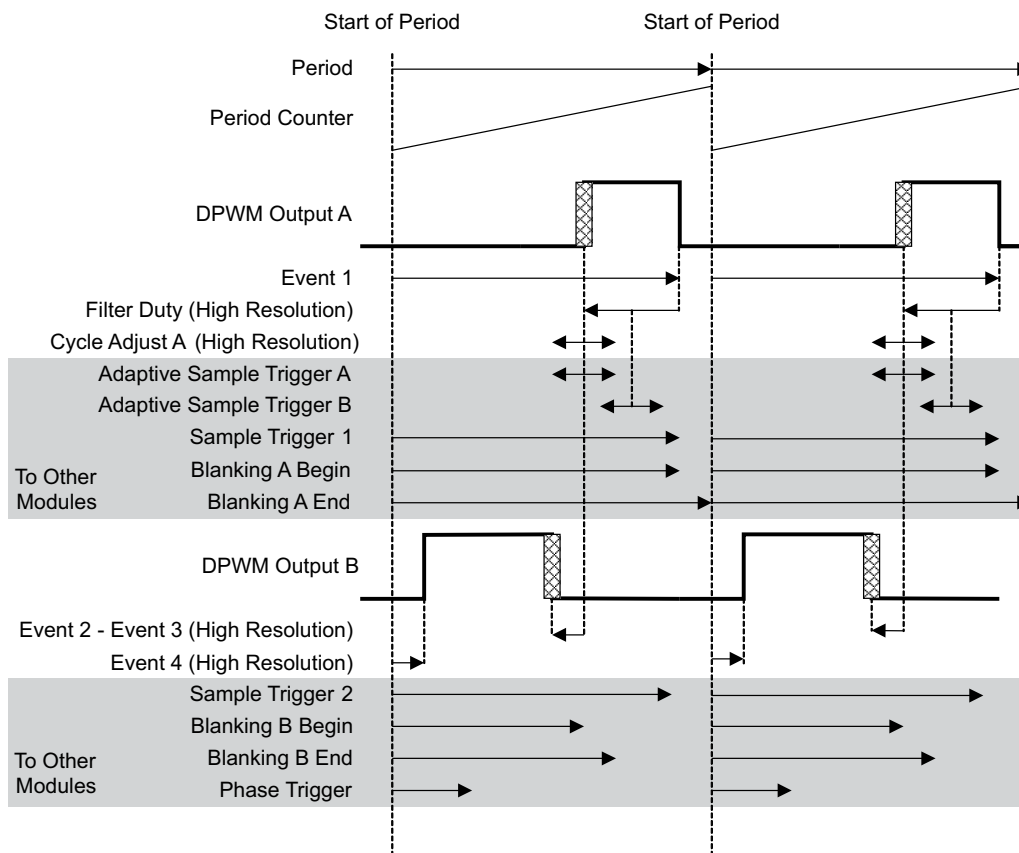 Start of Period
Start of Period
Period
Period Counter
DPWM Output A
Event 1
Filter Duty (High Resolution)
Cycle Adjust A (High Resolution)
Adaptive Sample Trigger A
Adaptive Sample Trigger B
Sample Trigger 1
Blanking A Begin
To Other
Modules
Blanking A End
DPWM Output B
Event 2 - Event 3 (High Resolution)
Event 4 (High Resolution)
Sample Trigger 2
Blanking B Begin
To Other
Modules
Blanking B End
Phase Trigger